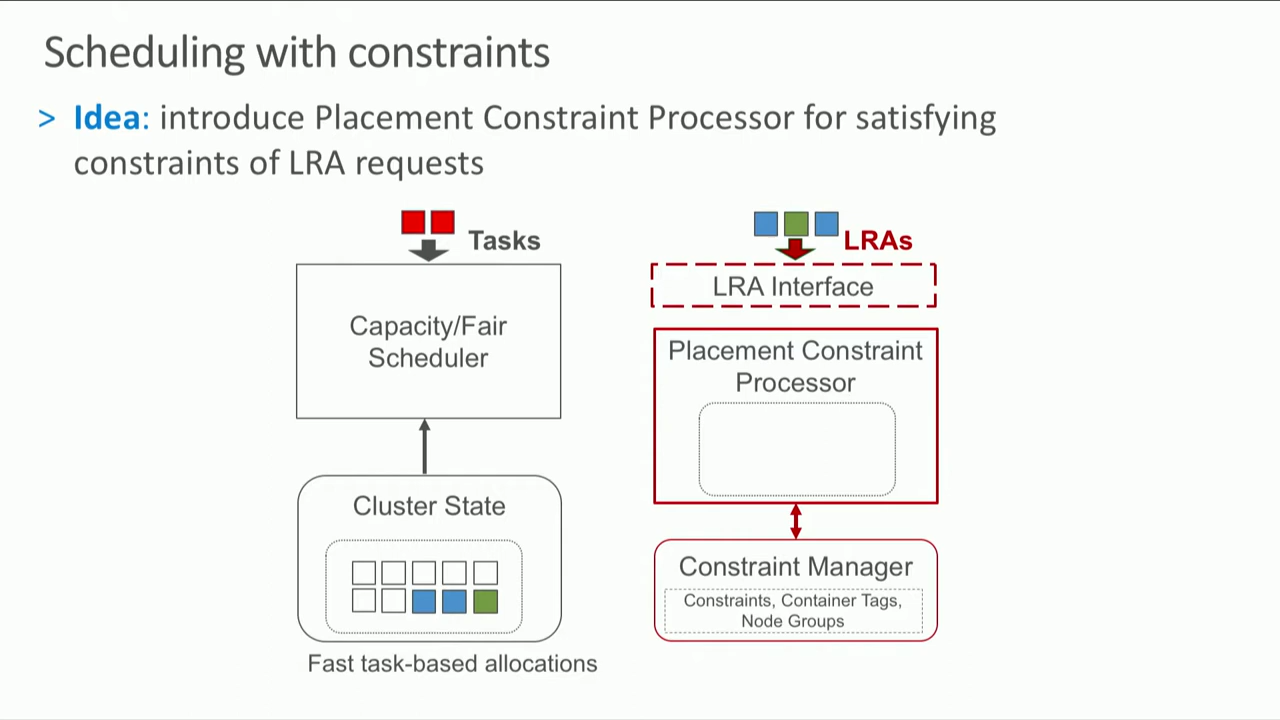 Scheduling with constraints
> Idea: introduce Placement Constraint Processor for satisfying
constraints of LRA requests
Tasks
Capacity/Fair
Scheduler
Cluster State
Fast task-based allocations
LRAs
LRA Interface
Placement Constraint
Processor
Constraint Manager
Constraints, Container Tags,
Node Groups